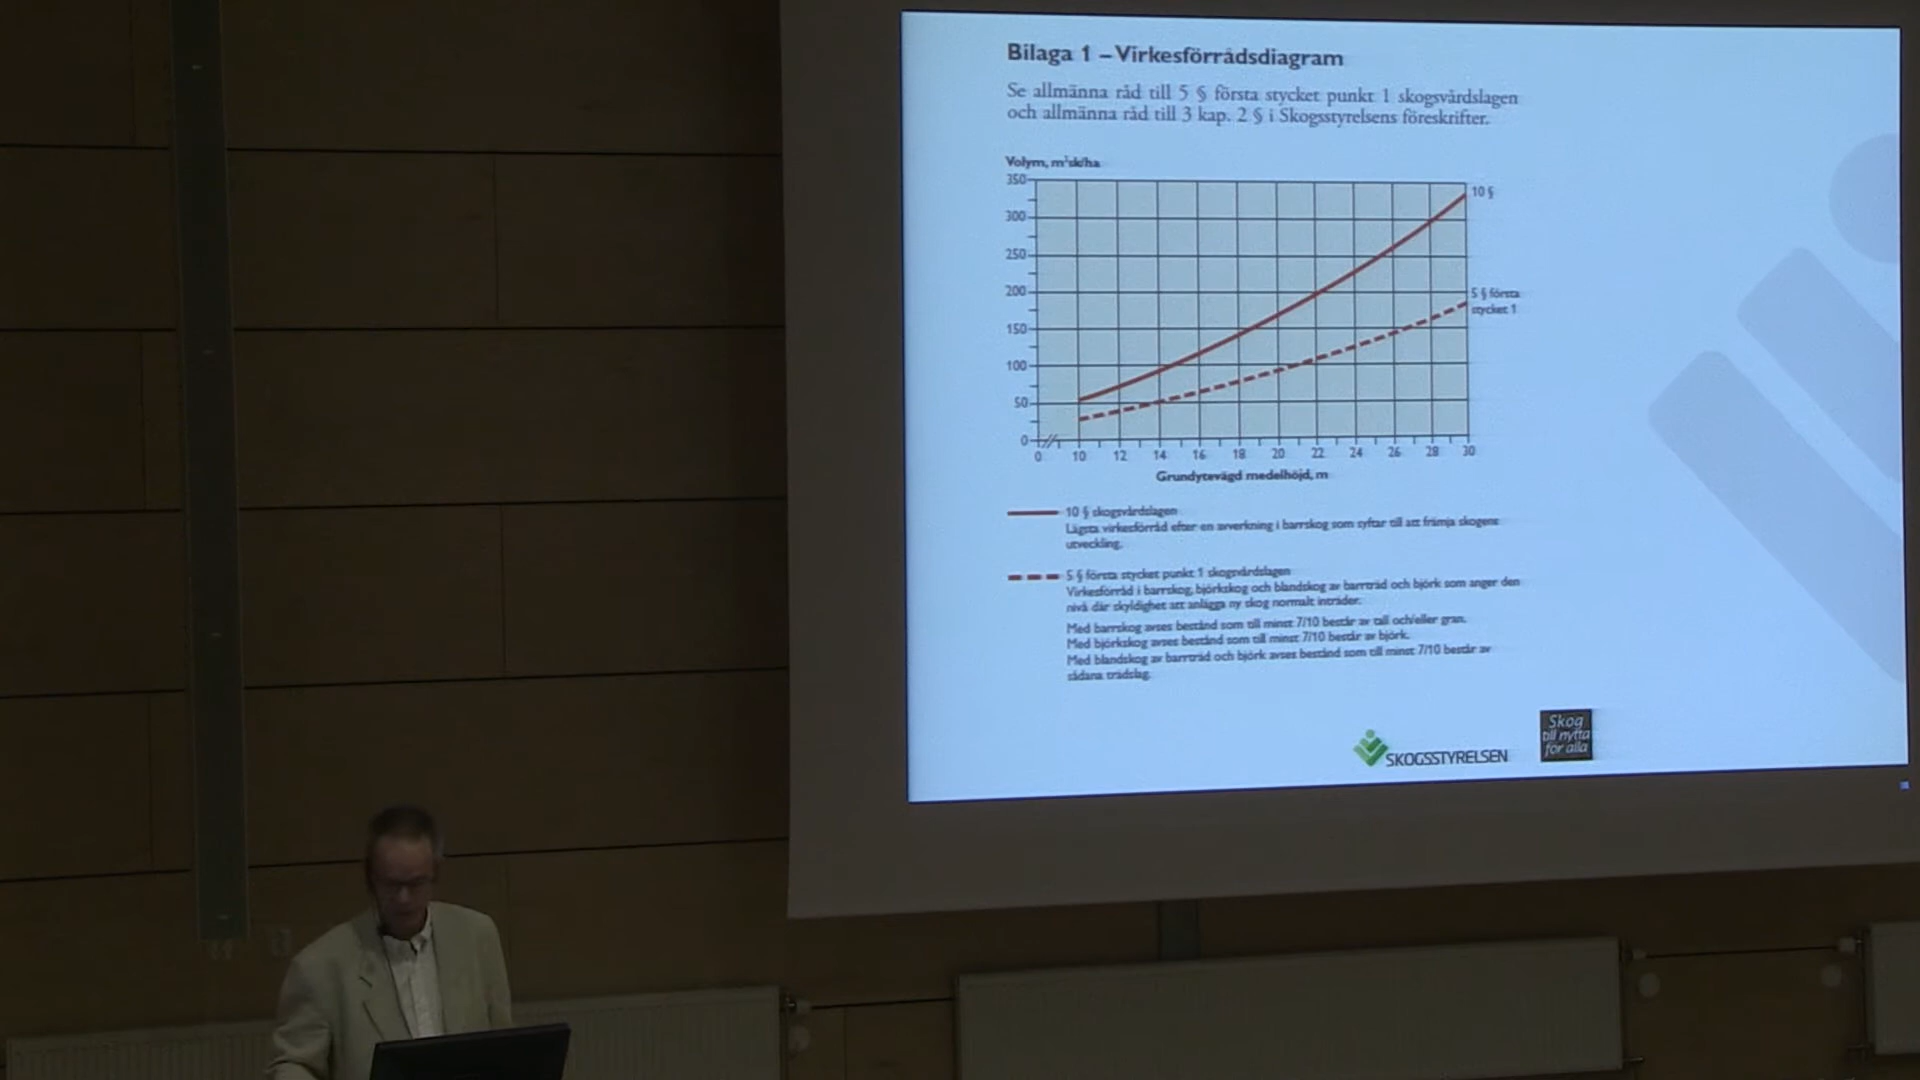 Bilaga 1 – Virkesförrådsdiagram
Se allmänna råd till 5 § första stycket punkt 1 skogsvårdslagen
och allmänna råd till 3 kap. 2 § i Skogsstyrelsens föreskrifter.
Volym, m³sk/ha
350
300
250
200
150
100
50
0
10 §
5 § första
stycket 1
0 10 12 14 16 18 20 22 24 26 28 30
Grundytevägd medelhöjd, m
10 § skogsvårdslagen
Lägsta virkesförråd efter en avverkning i barrskog som syftar till att främja skogens
utveckling.
5 § första stycket punkt 1 skogsvårdslagen
Virkesförråd i barrskog, björkskog och blandskog av barrträd och björk som anger den
nivå där skyldighet att anlägga ny skog normalt inträder.
Med barrskog avses bestånd som till minst 7/10 består av tall och/eller gran.
Med björkskog avses bestånd som till minst 7/10 består av björk.
Med blandskog av barrträd och björk avses bestånd som till minst 7/10 består av
sådana trädslag.
SKOGSSTYRELSEN
Skog
till nytta
för alla